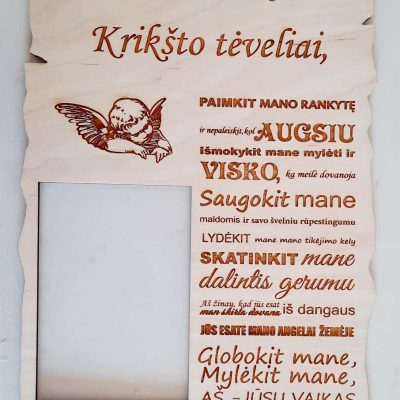 Krikšto tėveliai,
PAIMKIT MANO RANKYTĘ
ir nepaleiskit, kol AUGSIU
Išmokykit mane mylėti ir
VISKO, ką meilė dovanoja
Saugokit mane
maldomis ir savo švelniu rūpestingumu
LYDĖKIT mane mano tikėjimo kely
SKATINKIT mane
dalintis gerumu
Aš žinau, kad jūs esat
man skirta dovana iš dangaus
JŪS ESATE MANO ANGELAI ŽEMĖJE
Globokit mane,
Mylėkit mane,
AŠ - JŪSU VAIKAS